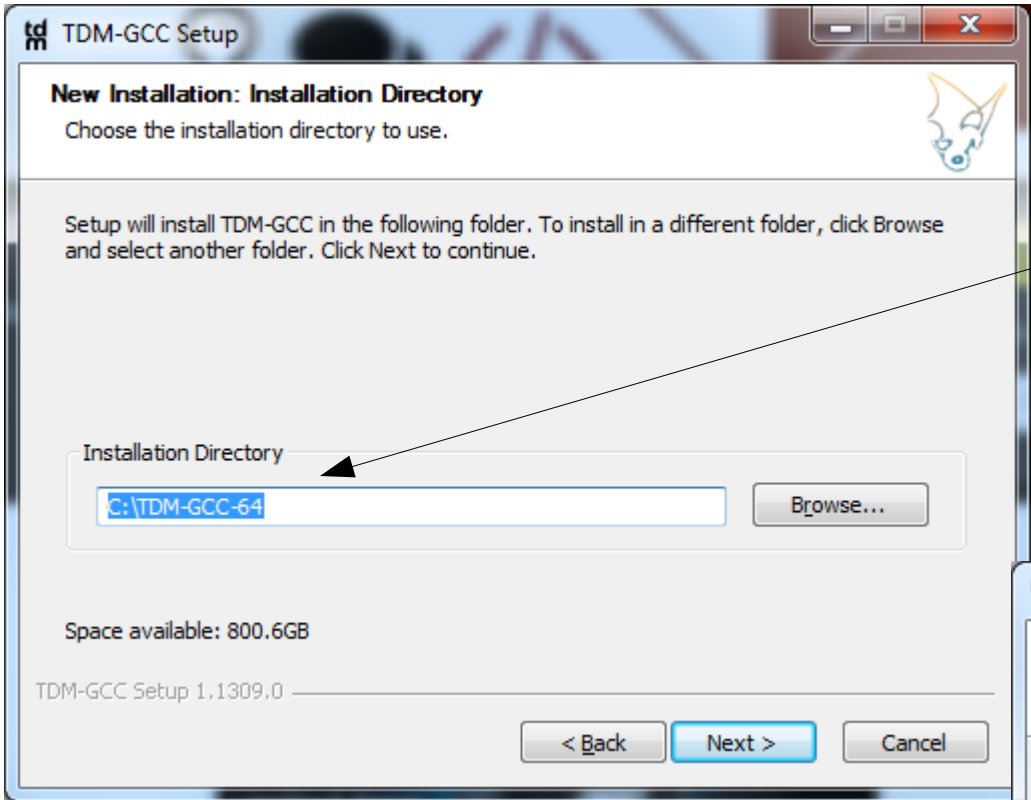 tdm TDM-GCC Setup
New Installation: Installation Directory
Choose the installation directory to use.
Setup will install TDM-GCC in the following folder. To install in a different folder, click Browse
and select another folder. Click Next to continue.
Installation Directory
C:\TDM-GCC-64
Browse...
Space available: 800.6GB
TDM-GCC Setup 1.1309.0
< Back
Next >
Cancel